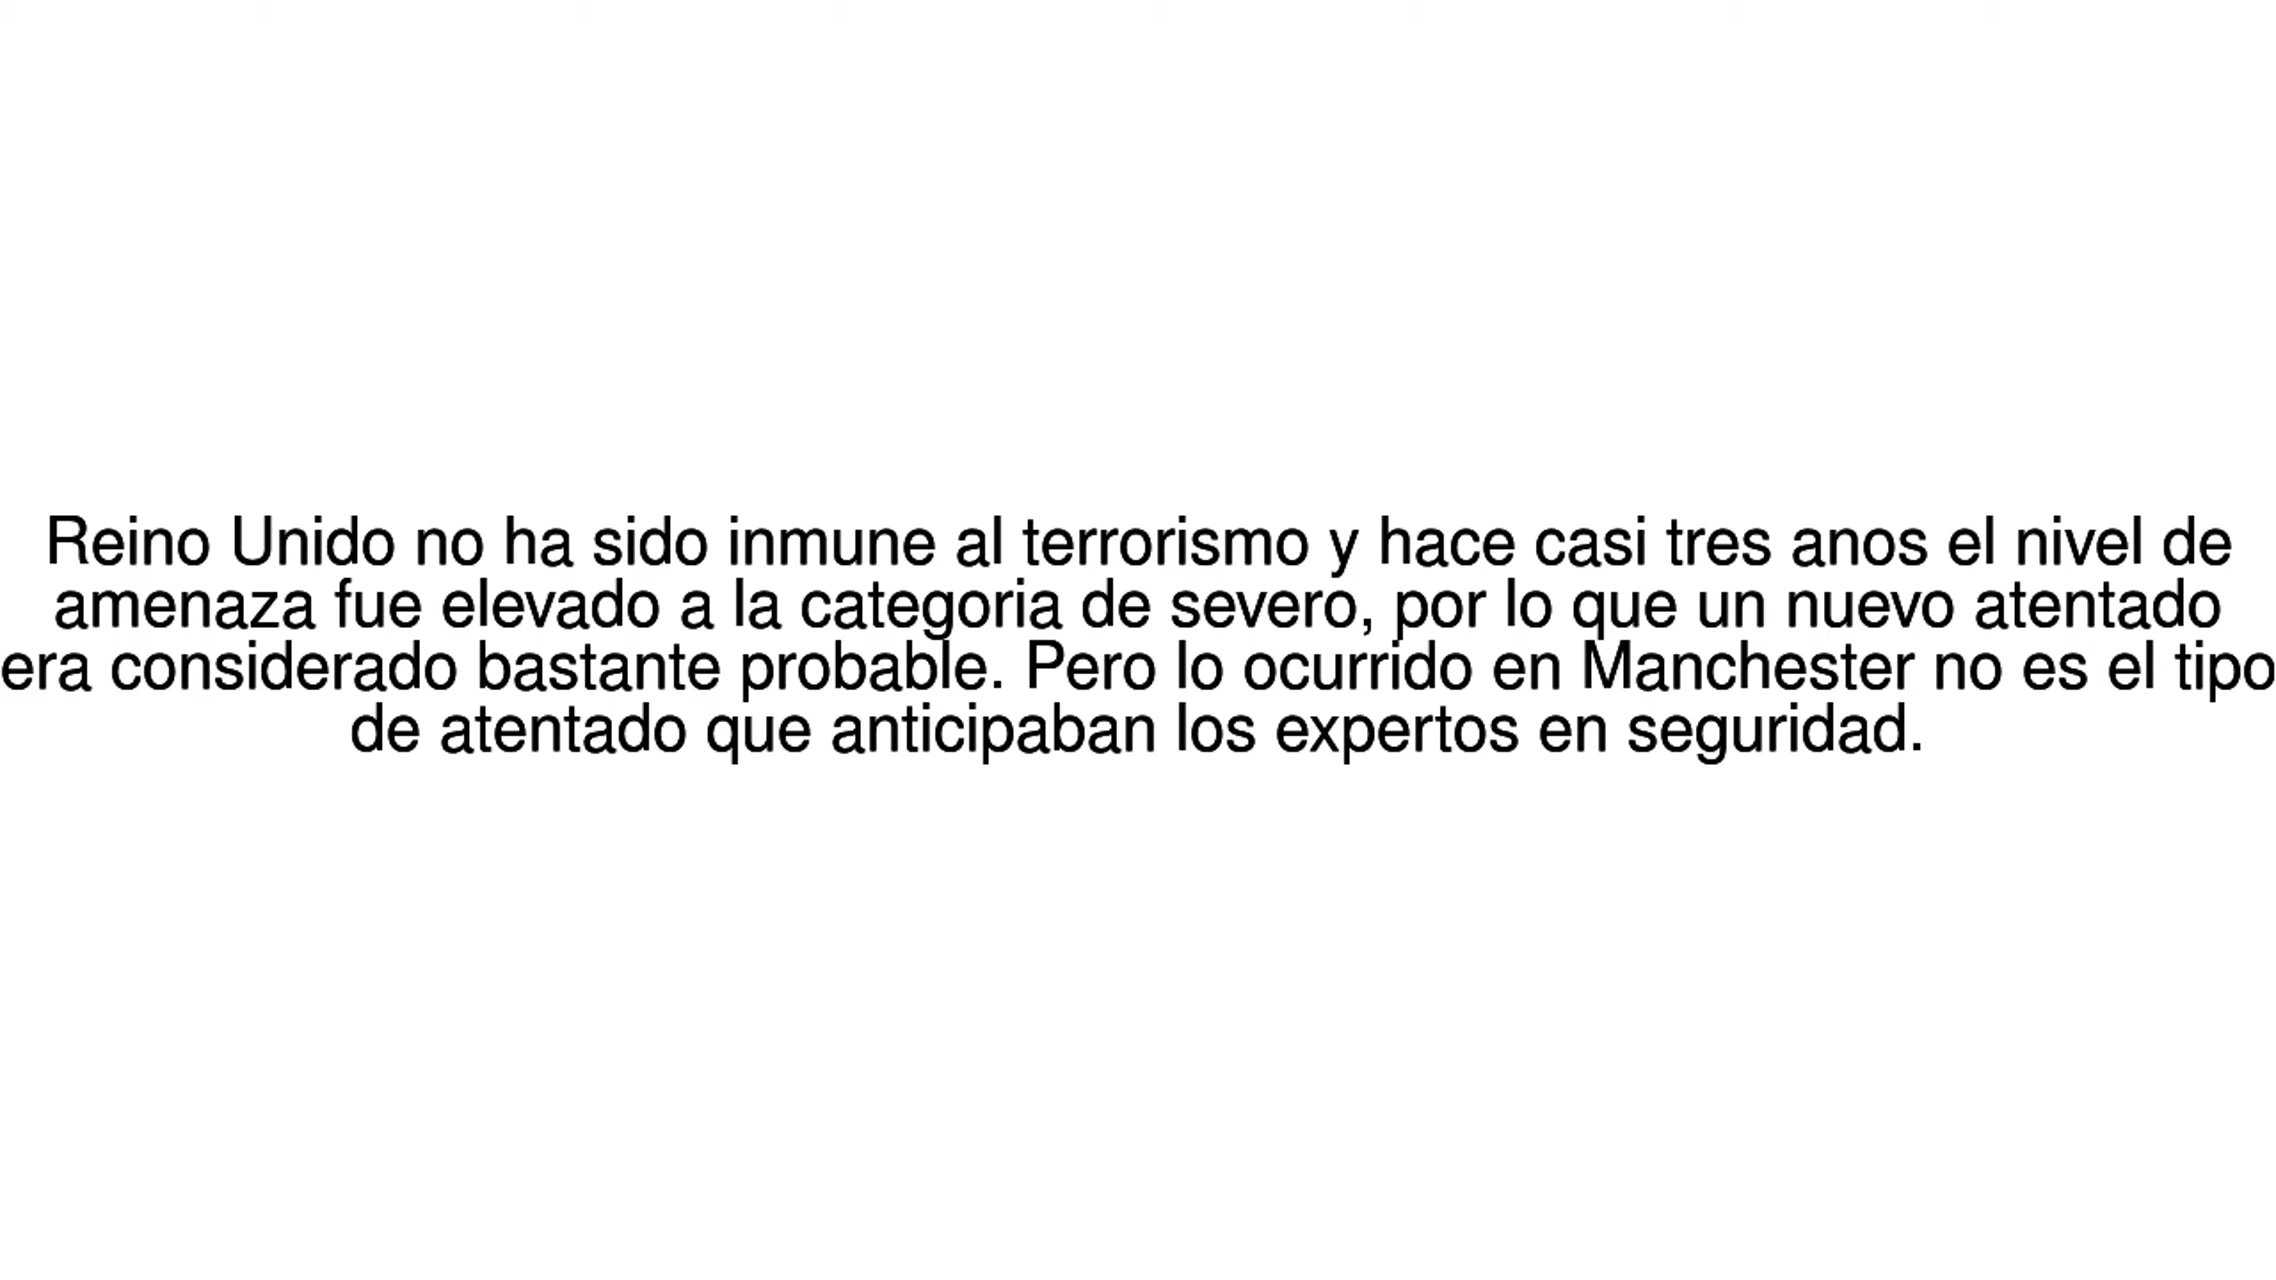 Reino Unido no ha sido inmune al terrorismo y hace casi tres anos el nivel de
amenaza fue elevado a la categoria de severo, por lo que un nuevo atentado
era considerado bastante probable. Pero lo ocurrido en Manchester no es el tipo
de atentado que anticipaban los expertos en seguridad.